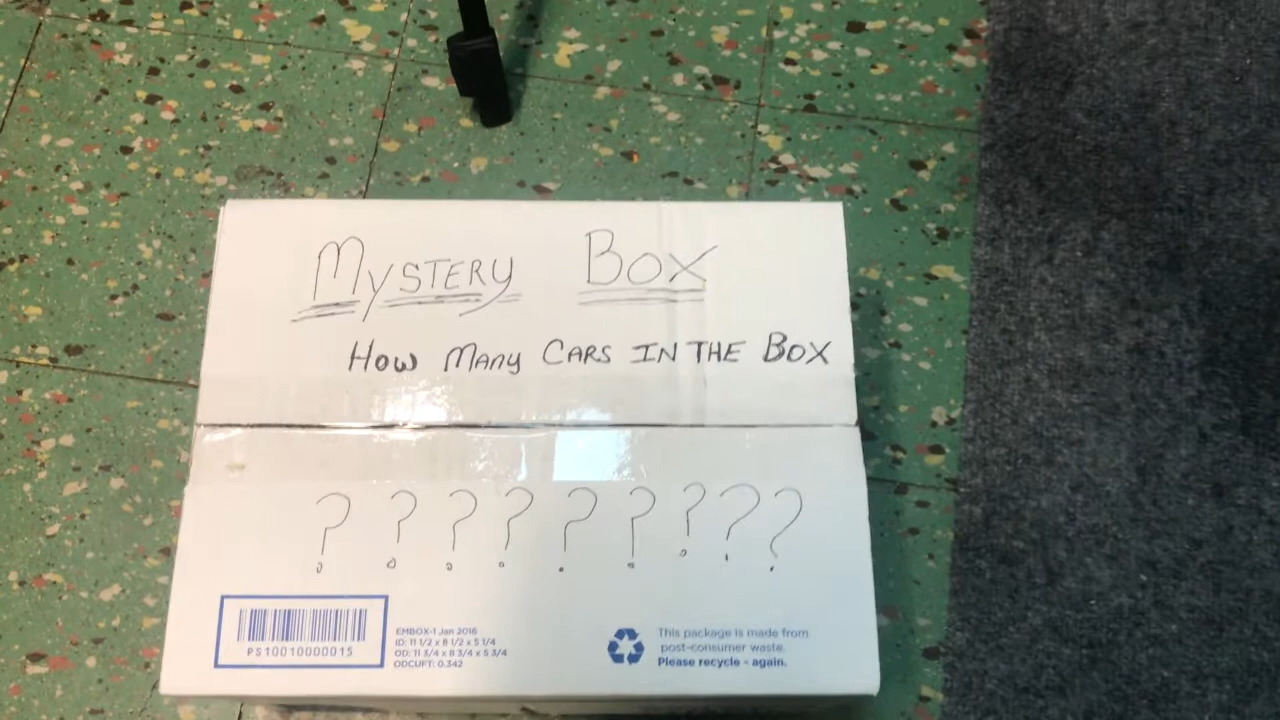 Mystery Box
How Many Cars In The Box
? ? ? ? ? ? ? ? ?
PS10010000015
EMBOX-1 Jan 2016
ID: 11 1/2 x 8 1/2 x 5 1/4
OD: 11 3/4 x 8 3/4 x 5 3/4
ODCUFT: 0.342
This package is made from
post-consumer waste.
Please recycle - again.